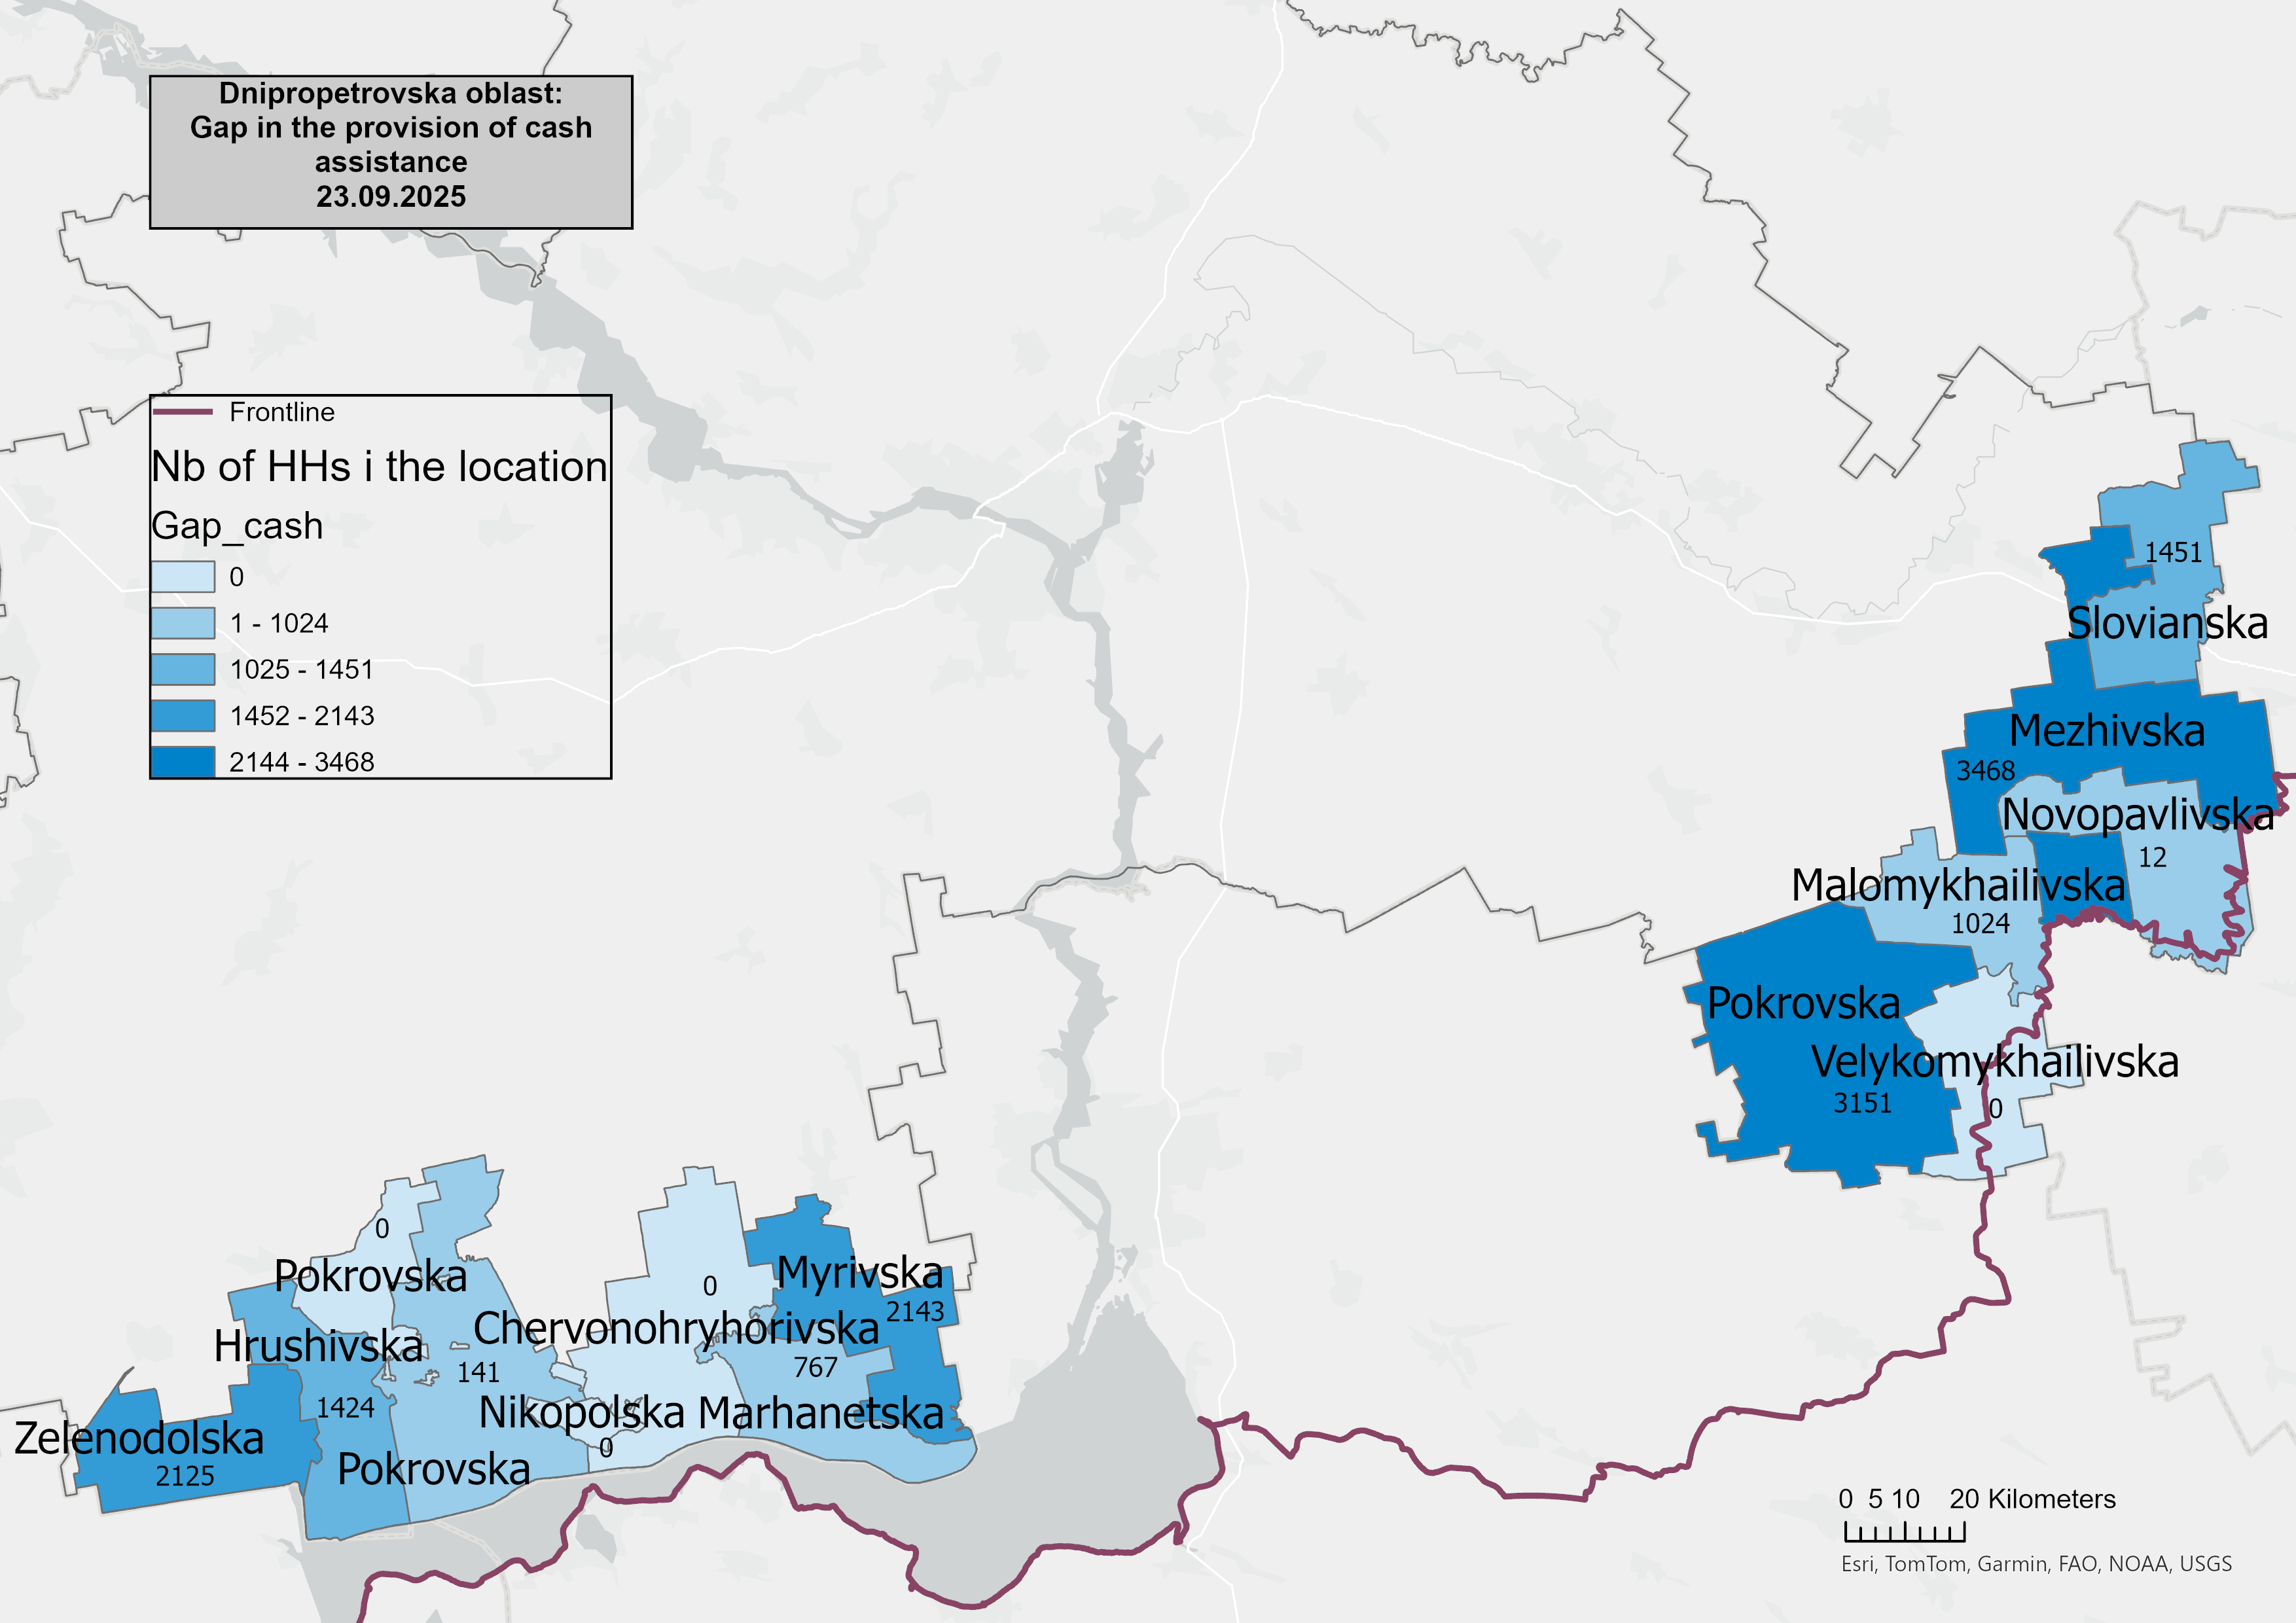 Dnipropetrovska oblast:
Gap in the provision of cash
assistance
23.09.2025
Frontline
Nb of HHs i the location
Gap_cash
0
1 - 1024
1025 - 1451
1452 - 2143
2144 - 3468
1451
Slovianska
Mezhivska
3468
Novopavlivska
12
Malomykhailivska
1024
Pokrovska
Velykomykhailivska
3151
0
0
Pokrovska
Myrivska
0
2143
Chervonohryhorivska
Hrushivska
141
767
1424
Nikopolska
Marhanetska
Zelenodolska
0
2125
Pokrovska
0 5 10 20 Kilometers
Esri, TomTom, Garmin, FAO, NOAA, USGS